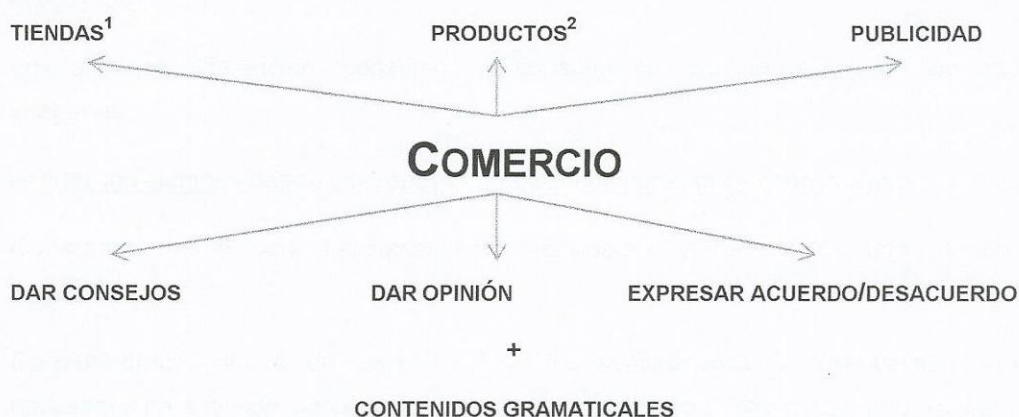 TIENDAS¹ PRODUCTOS² PUBLICIDAD
COMERCIO
DAR CONSEJOS DAR OPINIÓN EXPRESAR ACUERDO/DESACUERDO
+
CONTENIDOS GRAMATICALES